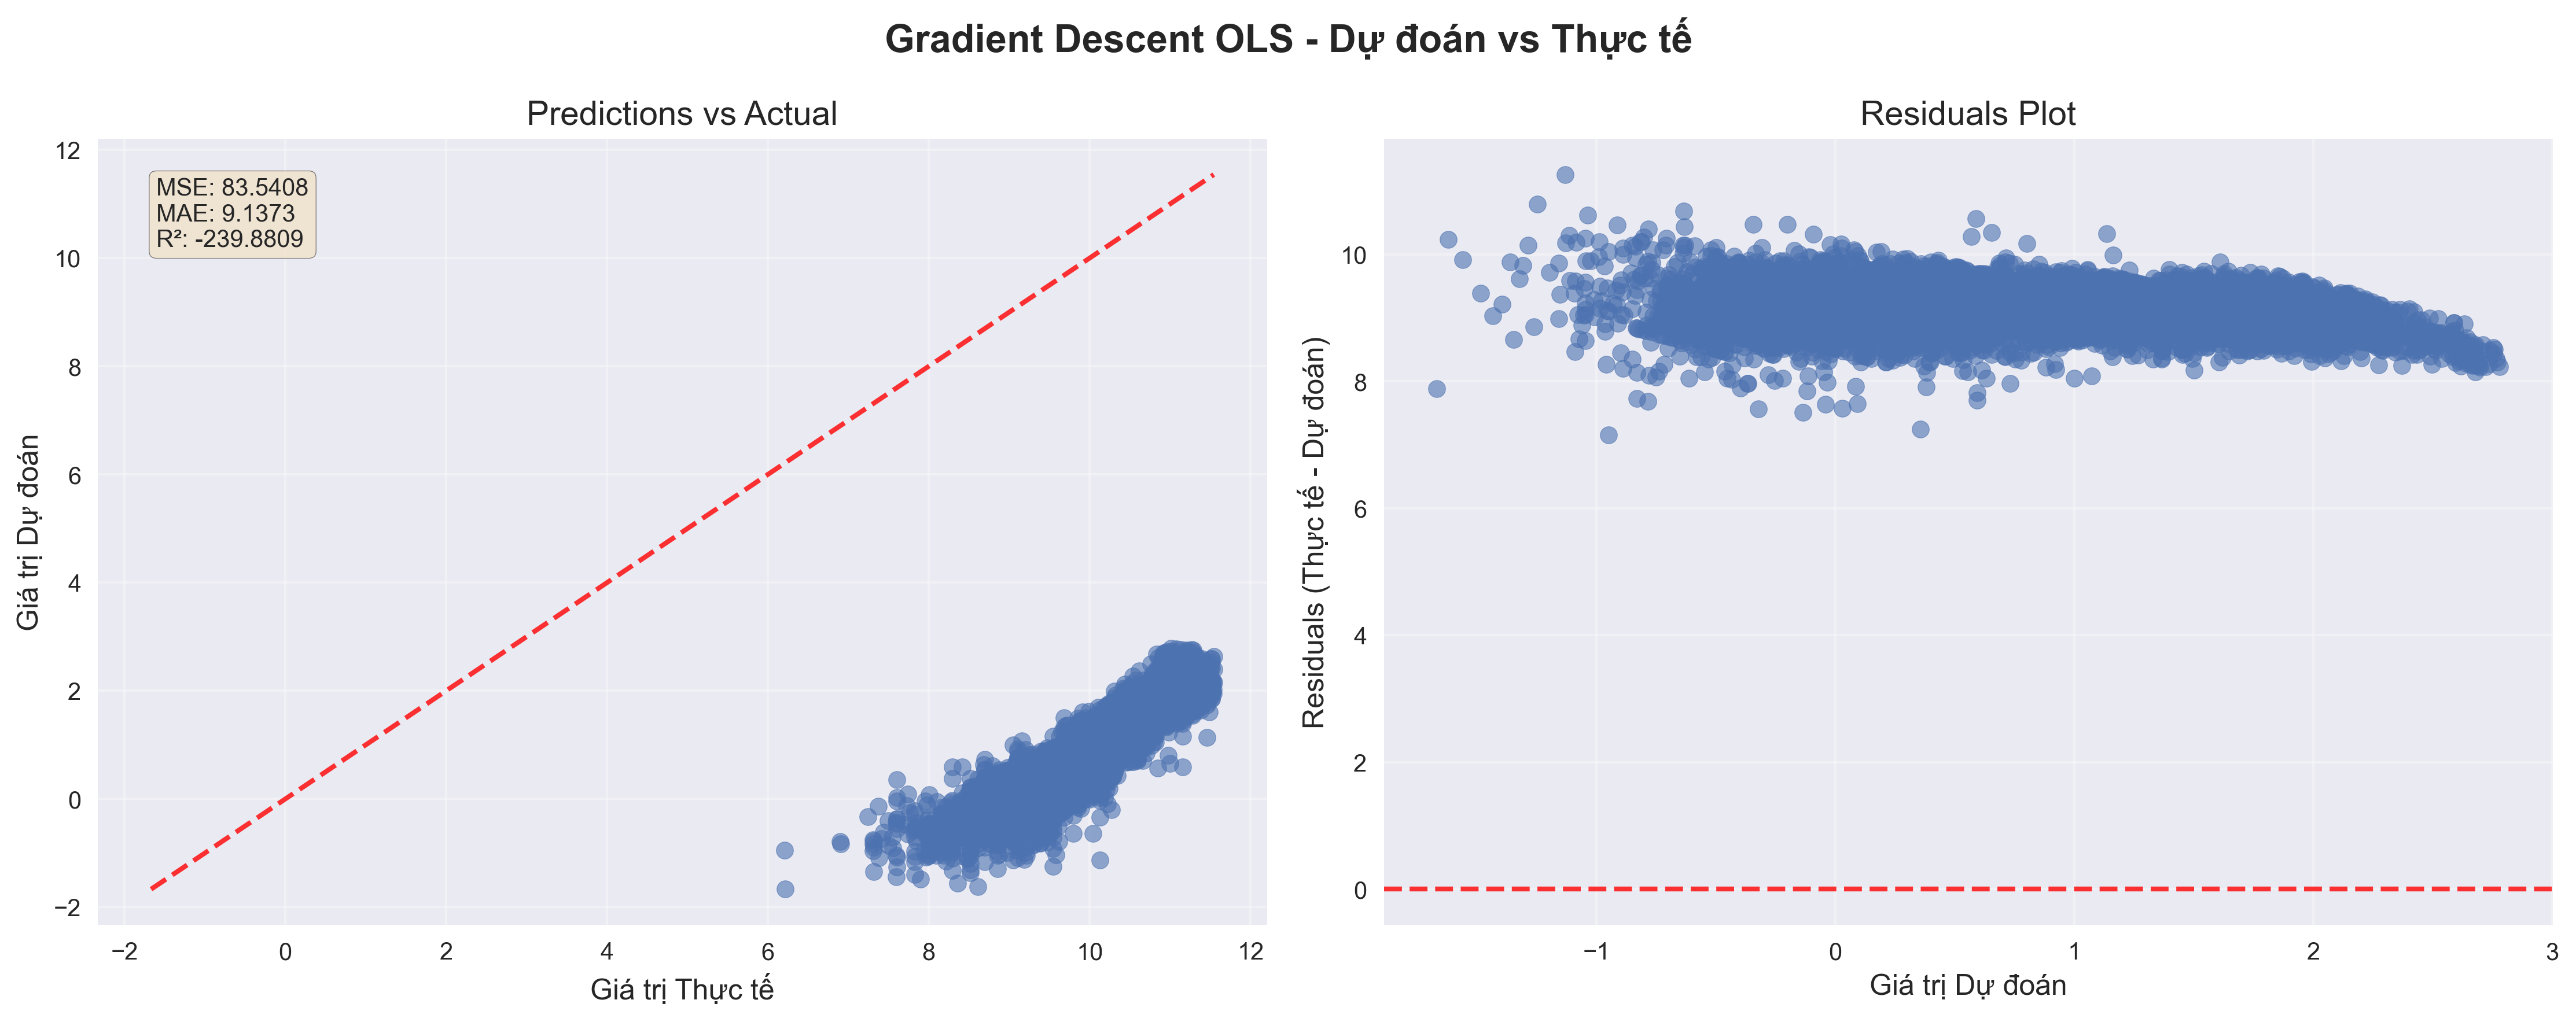 Gradient Descent OLS - Dự đoán vs Thực tế
Predictions vs Actual
MSE: 83.5408
MAE: 9.1373
R²: -239.8809
12
10
8
6
4
2
0
−2
Giá trị Dự đoán
−2 0 2 4 6 8 10 12
Giá trị Thực tế
Residuals Plot
10
8
6
4
2
0
Residuals (Thực tế - Dự đoán)
−1 0 1 2 3
Giá trị Dự đoán